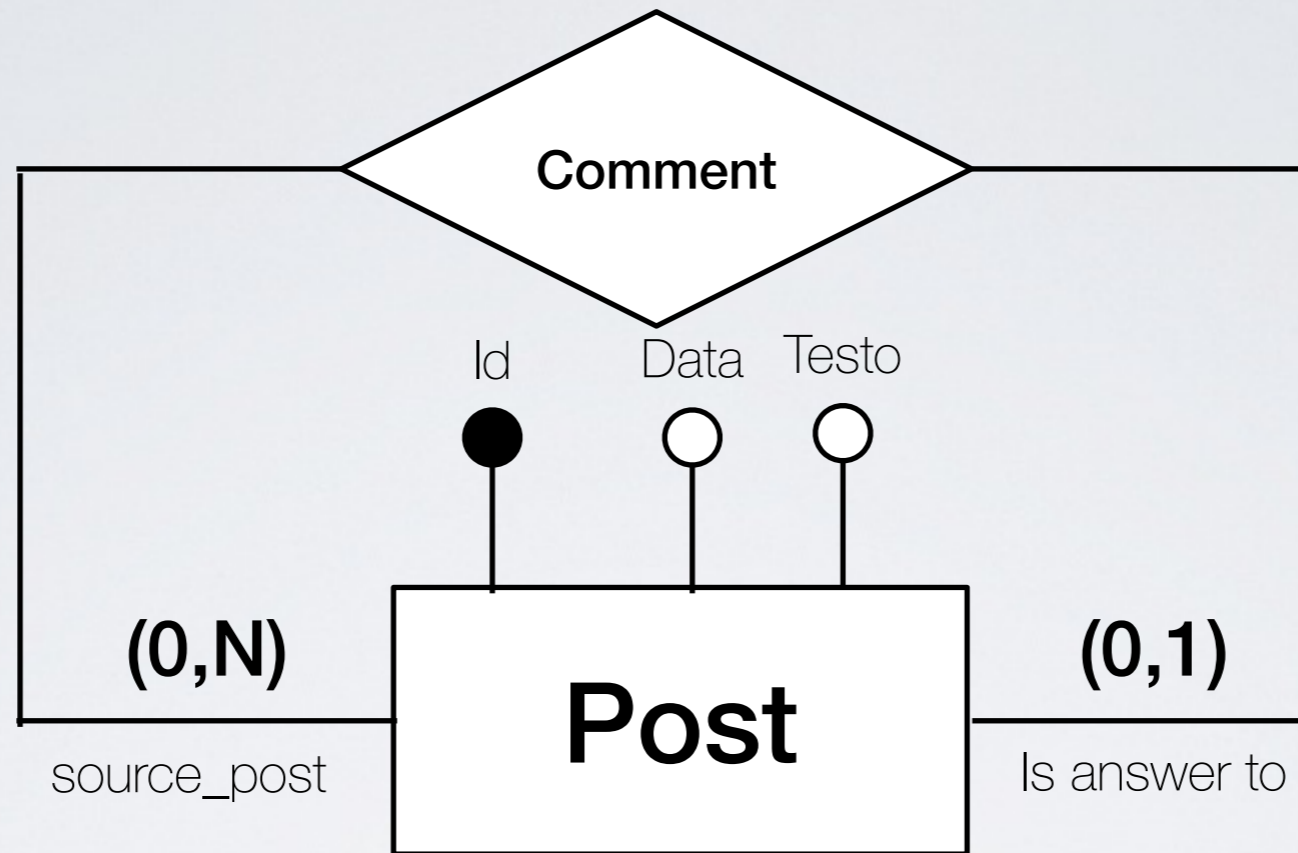 Comment
Id Data Testo
(0,N) (0,1)
Post
source_post Is answer to